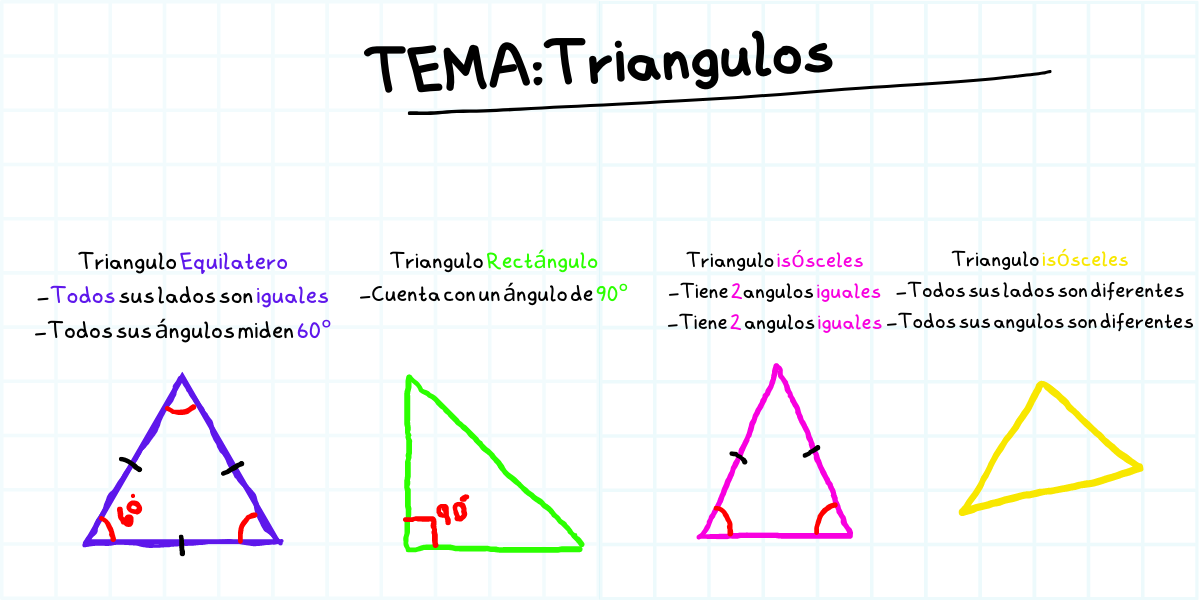 TEMA:Triangulos
Triangulo Equilatero
-Todos sus lados son iguales
-Todos sus ángulos miden 60°
60°
Triangulo Rectángulo
-Cuenta con un ángulo de 90°
90°
Triangulo isÓsceles
-Tiene 2 angulos iguales
-Tiene 2 angulos iguales
Triangulo isÓsceles
-Todos sus lados son diferentes
-Todos sus angulos son diferentes